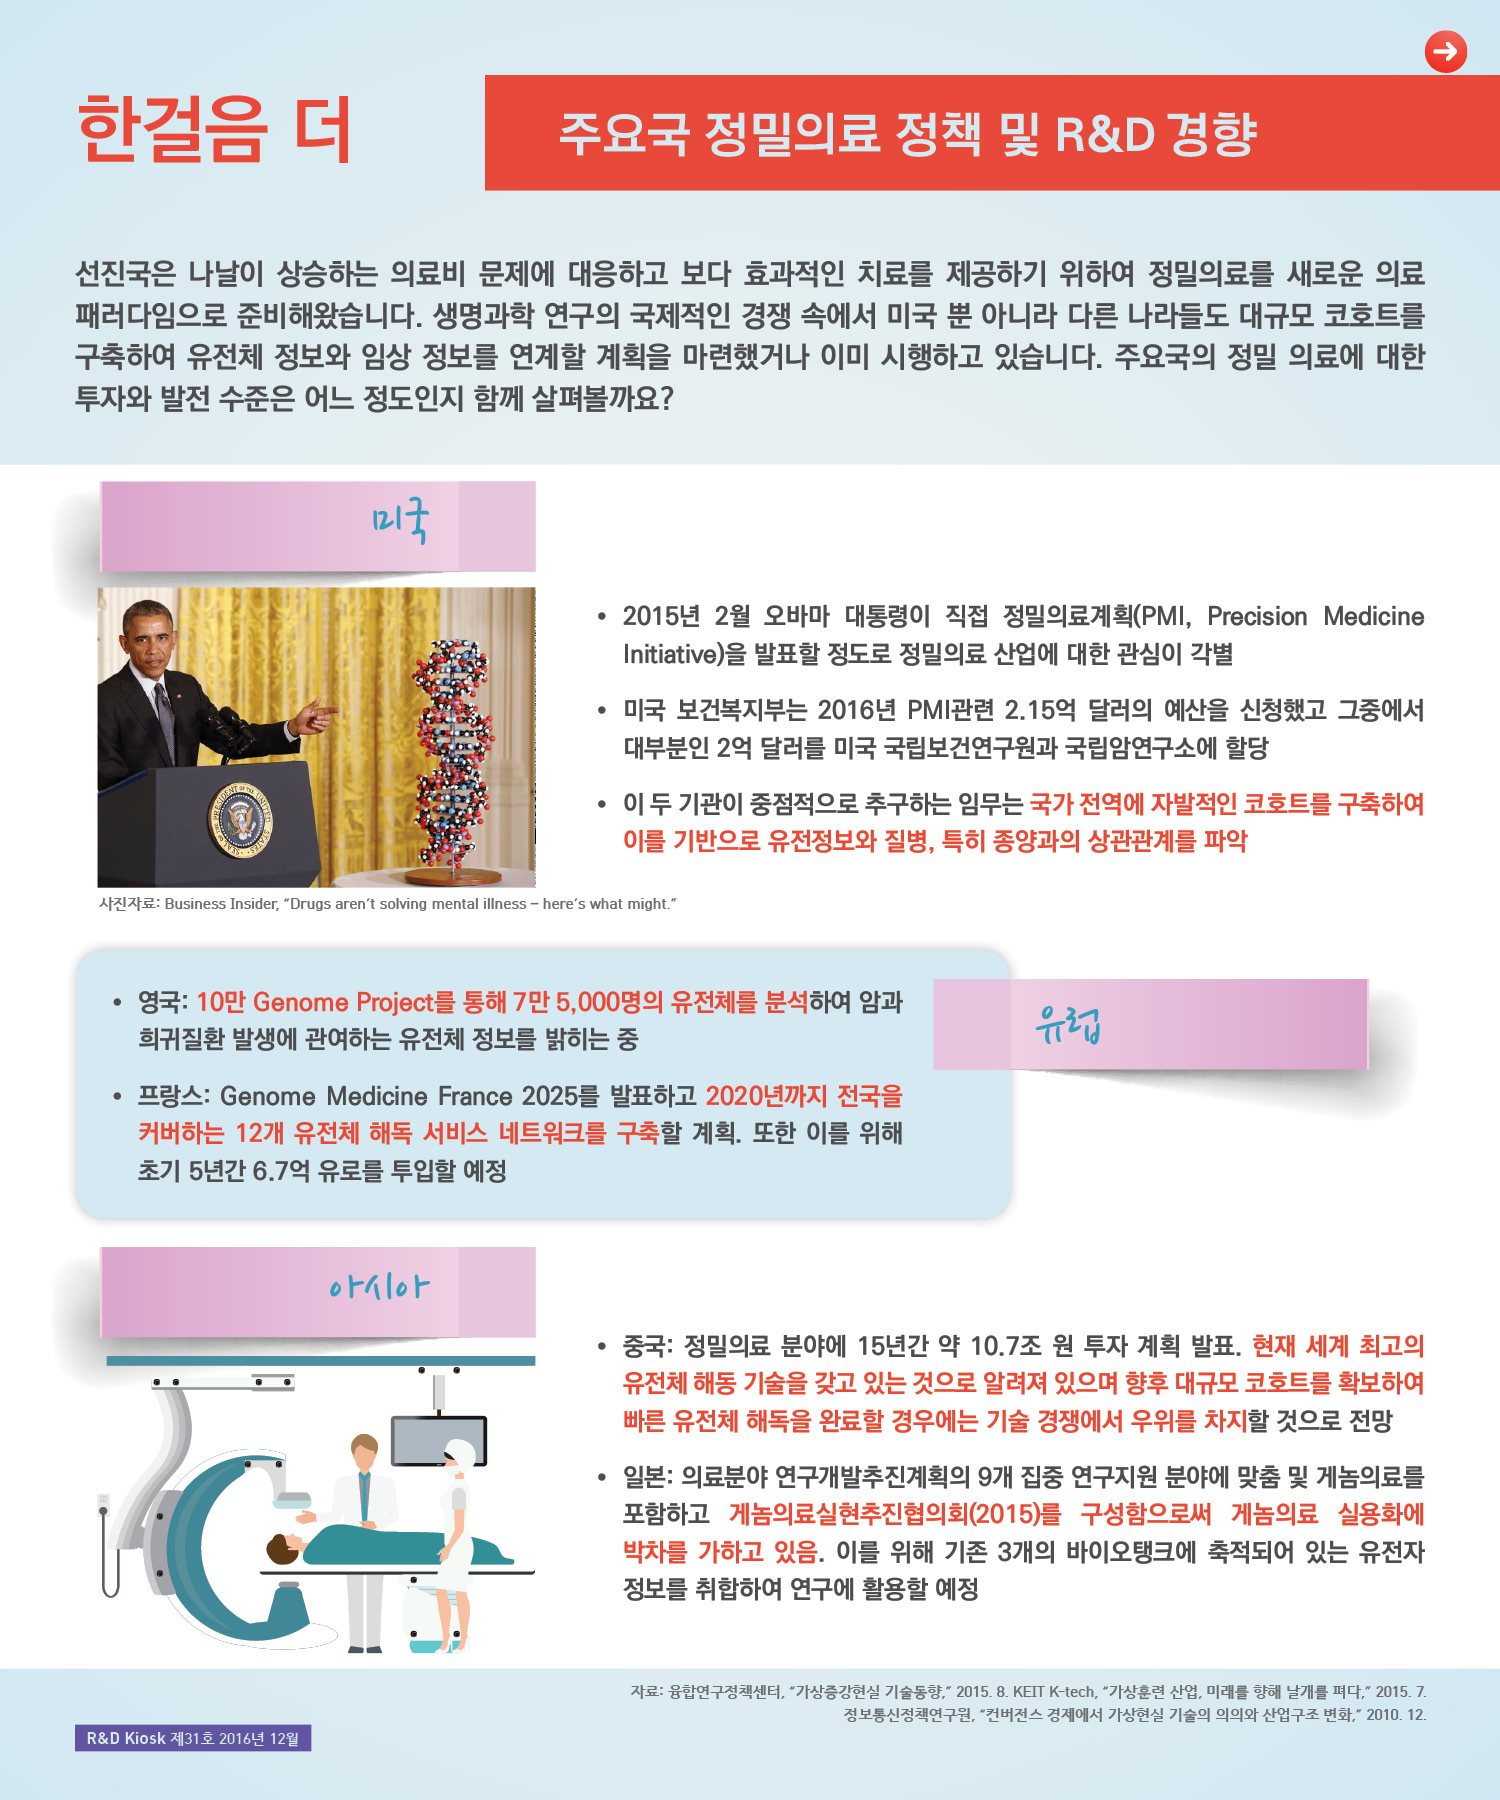 한걸음 더
주요국 정밀의료 정책 및 R&D 경향
선진국은 나날이 상승하는 의료비 문제에 대응하고 보다 효과적인 치료를 제공하기 위하여 정밀의료를 새로운 의료
패러다임으로 준비해왔습니다. 생명과학 연구의 국제적인 경쟁 속에서 미국 뿐 아니라 다른 나라들도 대규모 코호트를
구축하여 유전체 정보와 임상 정보를 연계할 계획을 마련했거나 이미 시행하고 있습니다. 주요국의 정밀 의료에 대한
투자와 발전 수준은 어느 정도인지 함께 살펴볼까요?
미국
• 2015년 2월 오바마 대통령이 직접 정밀의료계획(PMI, Precision Medicine
Initiative)을 발표할 정도로 정밀의료 산업에 대한 관심이 각별
• 미국 보건복지부는 2016년 PMI관련 2.15억 달러의 예산을 신청했고 그중에서
대부분인 2억 달러를 미국 국립보건연구원과 국립암연구소에 할당
• 이 두 기관이 중점적으로 추구하는 임무는 국가 전역에 자발적인 코호트를 구축하여
이를 기반으로 유전정보와 질병, 특히 종양과의 상관관계를 파악
SEAL OF THE PRESIDENT OF THE UNITED STATES
사진자료: Business Insider, “Drugs aren’t solving mental illness – here’s what might.”
유럽
• 영국: 10만 Genome Project를 통해 7만 5,000명의 유전체를 분석하여 암과
희귀질환 발생에 관여하는 유전체 정보를 밝히는 중
• 프랑스: Genome Medicine France 2025를 발표하고 2020년까지 전국을
커버하는 12개 유전체 해독 서비스 네트워크를 구축할 계획. 또한 이를 위해
초기 5년간 6.7억 유로를 투입할 예정
아시아
• 중국: 정밀의료 분야에 15년간 약 10.7조 원 투자 계획 발표. 현재 세계 최고의
유전체 해동 기술을 갖고 있는 것으로 알려져 있으며 향후 대규모 코호트를 확보하여
빠른 유전체 해독을 완료할 경우에는 기술 경쟁에서 우위를 차지할 것으로 전망
• 일본: 의료분야 연구개발추진계획의 9개 집중 연구지원 분야에 맞춤 및 게놈의료를
포함하고 게놈의료실현추진협의회(2015)를 구성함으로써 게놈의료 실용화에
박차를 가하고 있음. 이를 위해 기존 3개의 바이오탱크에 축적되어 있는 유전자
정보를 취합하여 연구에 활용할 예정
자료: 융합연구정책센터, “가상증강현실 기술동향,” 2015. 8. KEIT K-tech, “가상훈련 산업, 미래를 향해 날개를 펴다,” 2015. 7.
정보통신정책연구원, “컨버전스 경제에서 가상현실 기술의 의의와 산업구조 변화,” 2010. 12.
R&D Kiosk 제31호 2016년 12월